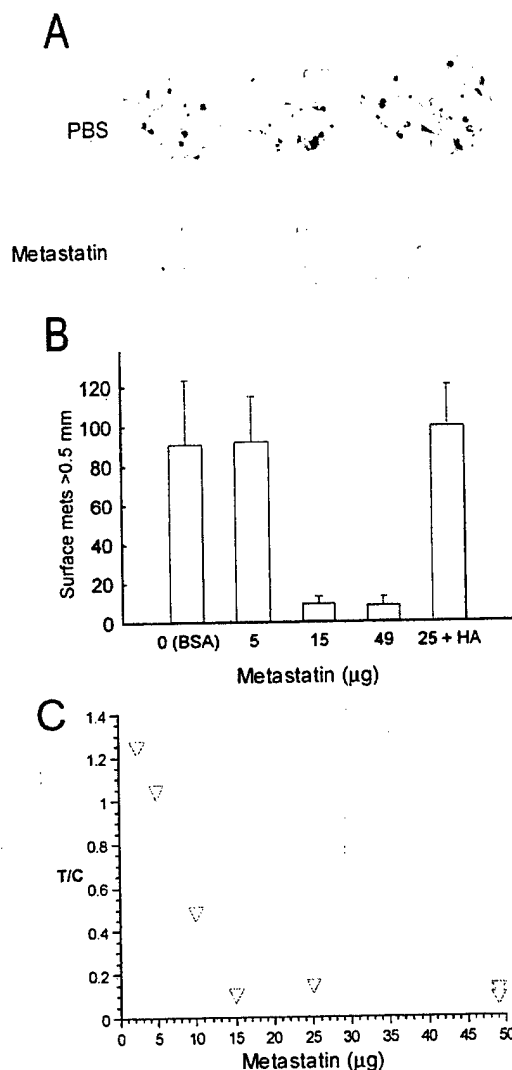 A
PBS
Metastatin
B
Surface mets >0.5 mm
120
100
80
60
40
20
0
0 (BSA) 5 15 49 25 + HA
Metastatin (µg)
C
T/C
1.4
1.2
1
0.8
0.6
0.4
0.2
0
0 5 10 15 20 25 30 35 40 45 50
Metastatin (µg)